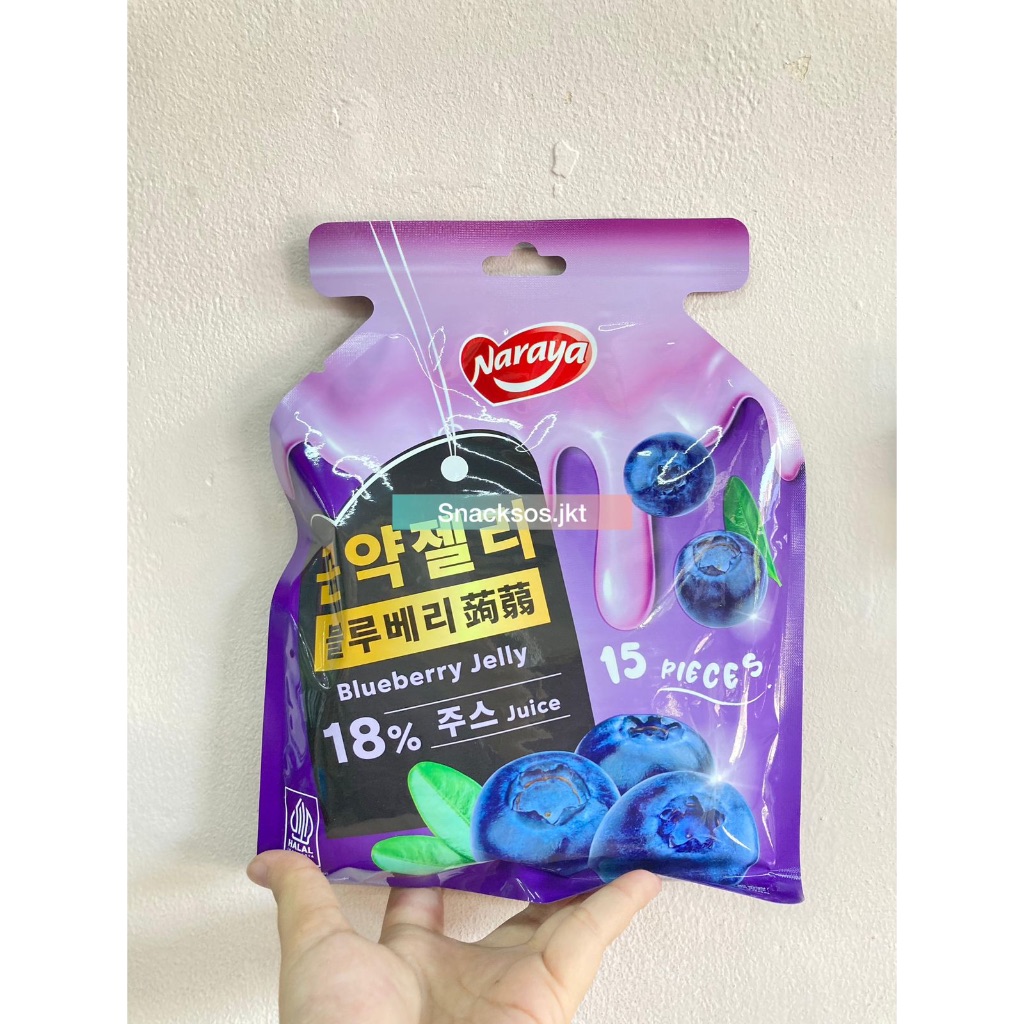 Naraya
Snacksos.jkt
곤약젤리
블루베리 蒟蒻
Blueberry Jelly
18% 주스 Juice
15 PIECES
HALAL